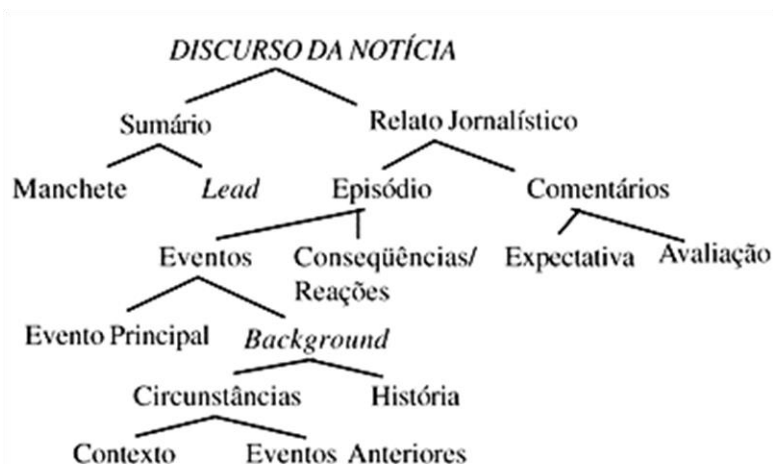 DISCURSO DA NOTÍCIA
Sumário Relato Jornalístico
Manchete Lead Episódio Comentários
Eventos Conseqüências/ Expectativa Avaliação
Reações
Evento Principal Background
Circunstâncias História
Contexto Eventos Anteriores